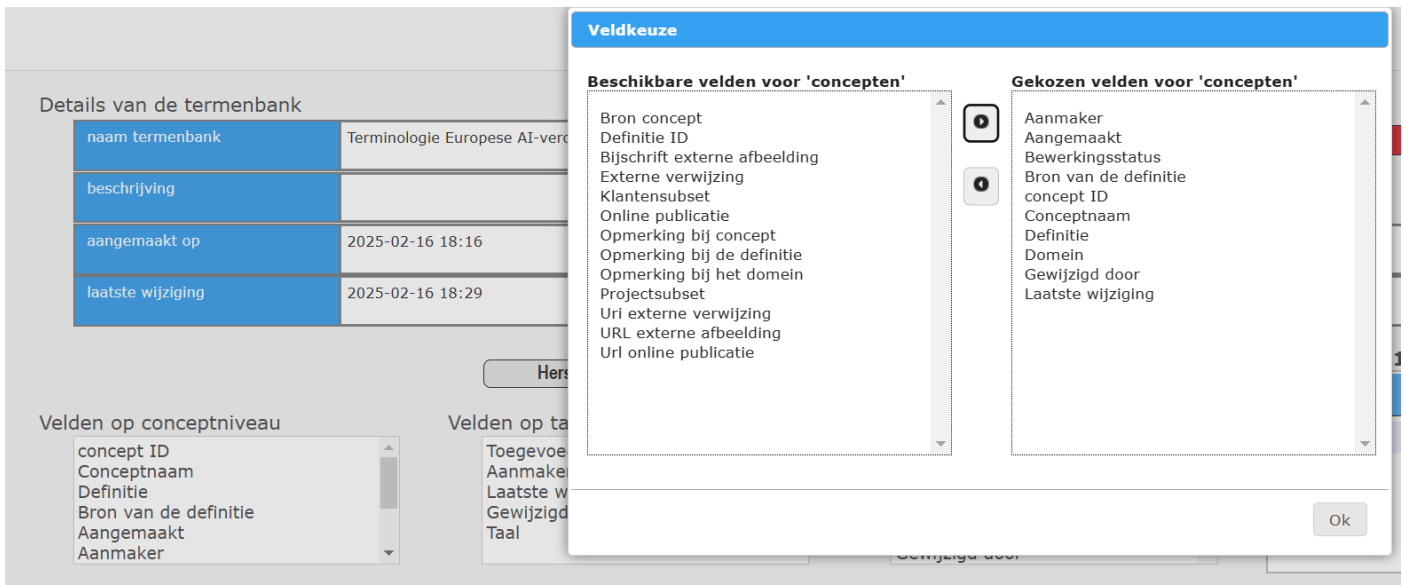 Veldkeuze
Beschikbare velden voor 'concepten'
Bron concept
Definitie ID
Bijschrift externe afbeelding
Externe verwijzing
Klantensubset
Online publicatie
Opmerking bij concept
Opmerking bij de definitie
Opmerking bij het domein
Projectsubset
Uri externe verwijzing
URL externe afbeelding
Url online publicatie
Gekozen velden voor 'concepten'
Aanmaker
Aangemaakt
Bewerkingsstatus
Bron van de definitie
concept ID
Conceptnaam
Definitie
Domein
Gewijzigd door
Laatste wijziging
Ok
Details van de termenbank
naam termenbank
Terminologie Europese AI-vero
beschrijving
aangemaakt op
2025-02-16 18:16
laatste wijziging
2025-02-16 18:29
Hers
Velden op conceptniveau
concept ID
Conceptnaam
Definitie
Bron van de definitie
Aangemaakt
Aanmaker
Velden op ta
Toegevoe
Aanmaker
Laatste w
Gewijzigd
Taal